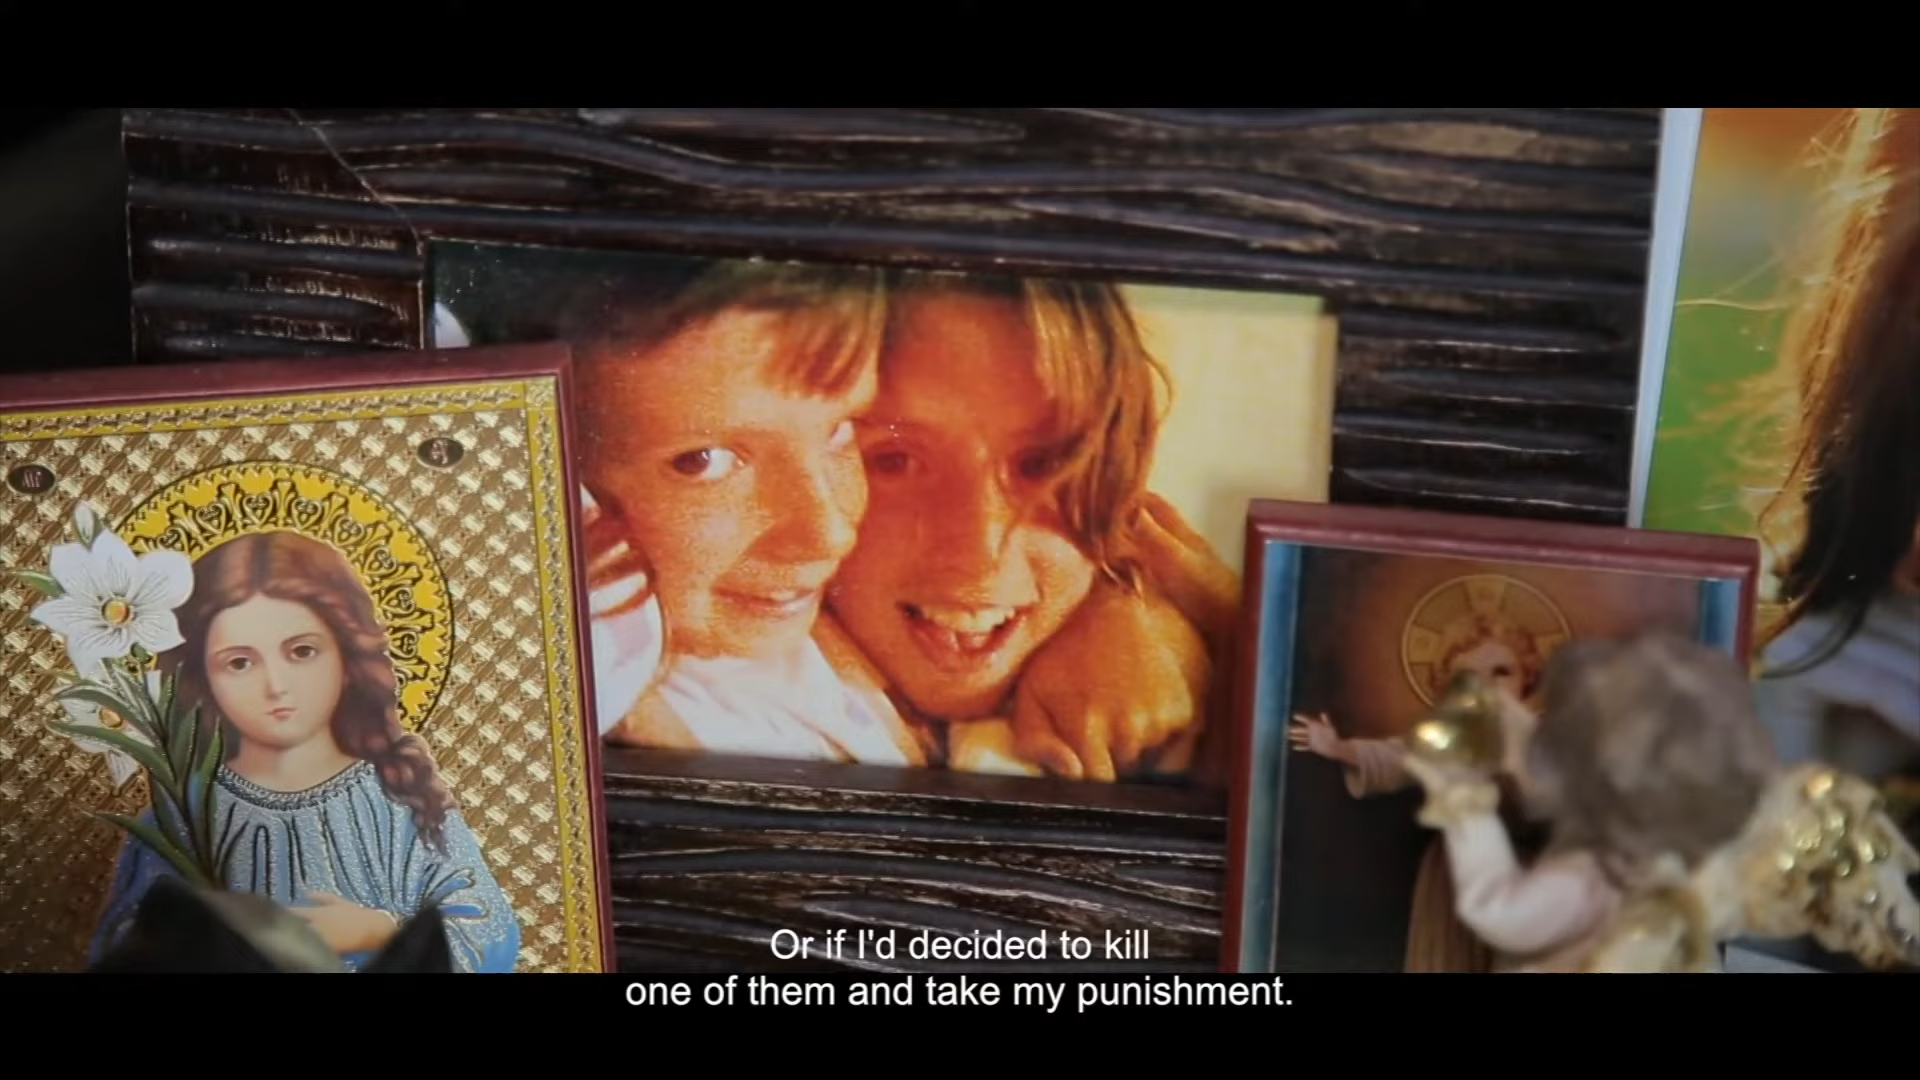 Or if I'd decided to kill
one of them and take my punishment.